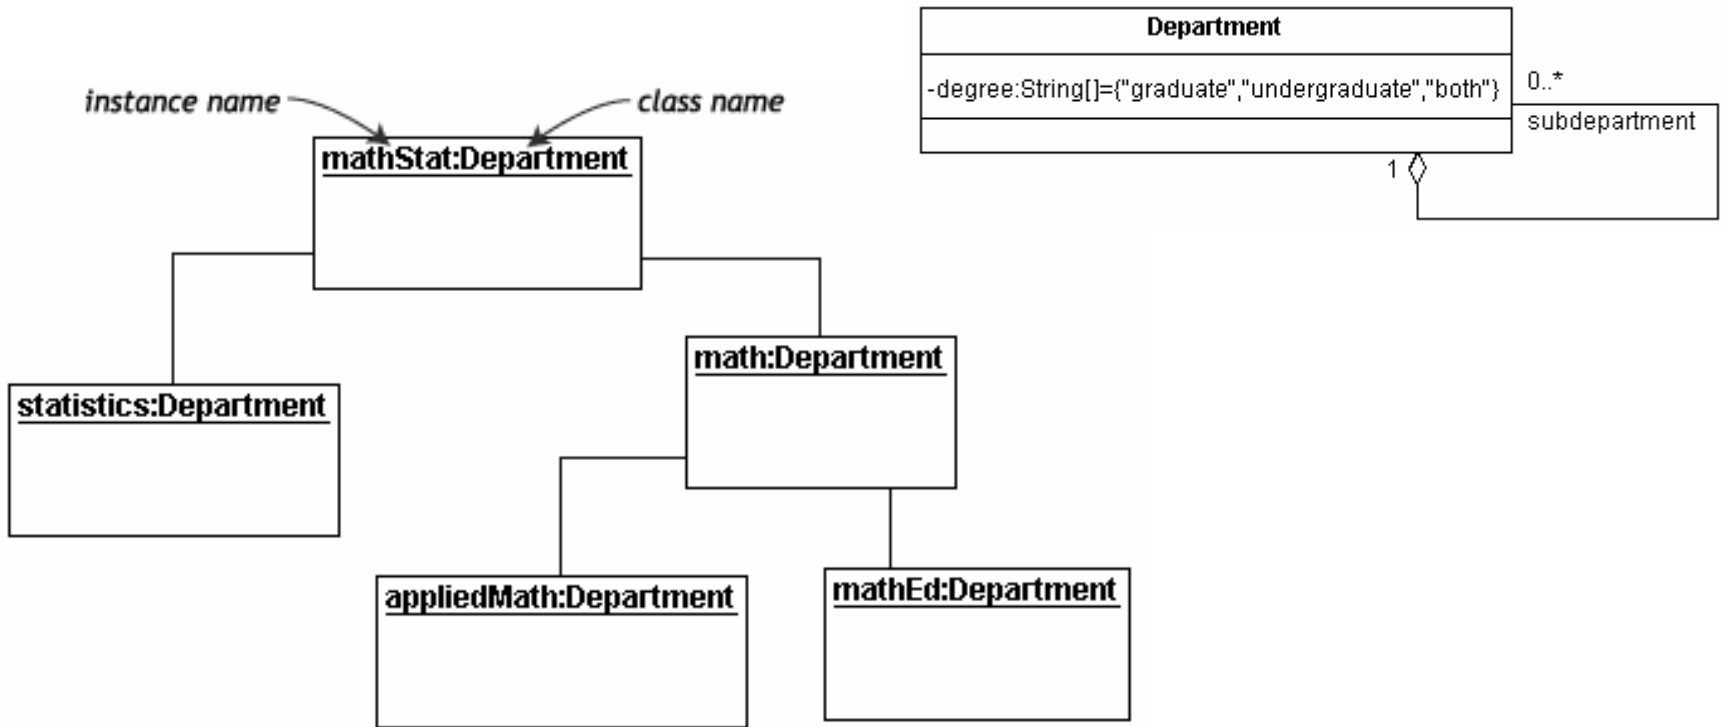 Department
-degree:String[]={"graduate","undergraduate","both"}
0..*
subdepartment
1
instance name
class name
mathStat:Department
math:Department
statistics:Department
appliedMath:Department
mathEd:Department